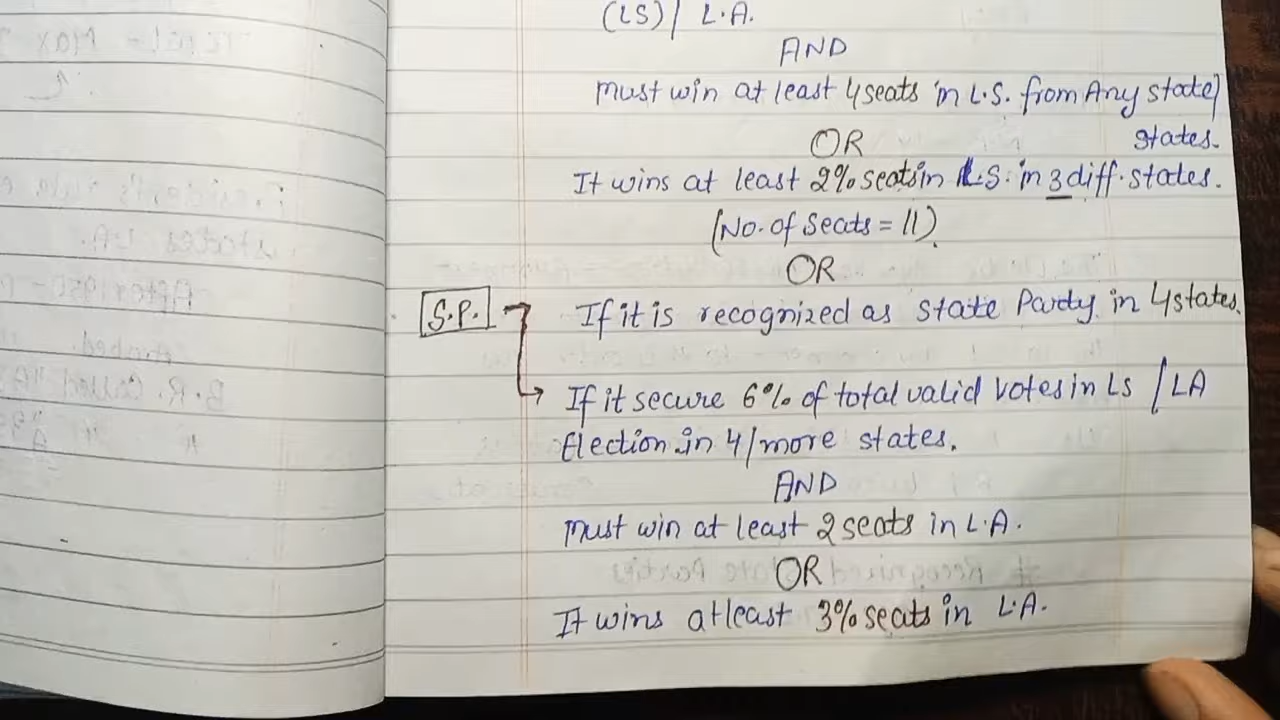 (LS) / L.A.
AND
Must win at least 4 seats in L.S. from Any state/
states.
OR
It wins at least 2% seats in L.S. in 3 diff. states.
(No. of Seats = 11).
OR
S.P. If it is recognized as state Party in 4 states.
If it secure 6% of total valid votes in LS / LA
Election in 4/more states.
AND
Must win at least 2 seats in L.A.
OR
It wins atleast 3% seats in L.A.